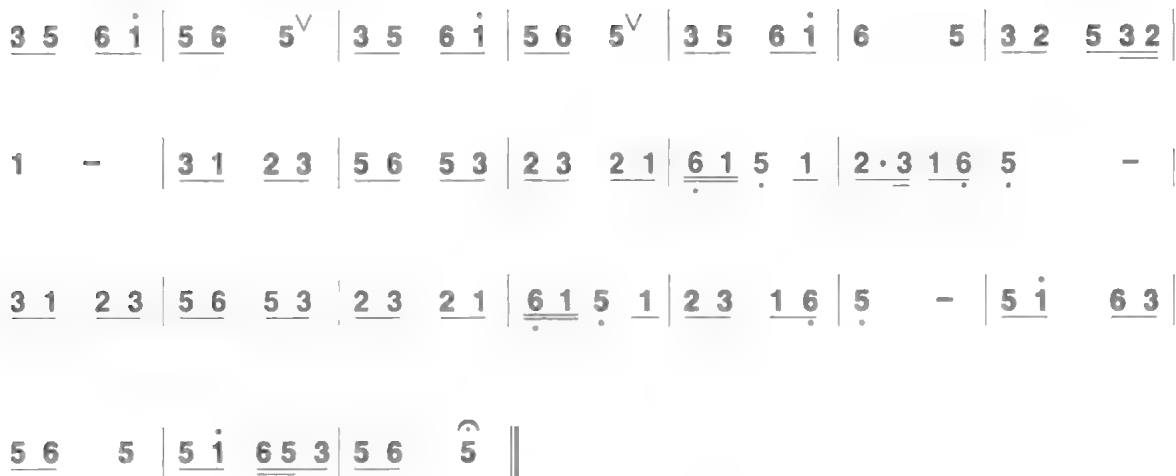 3 5 6 i̇ | 5 6 5 ∨ | 3 5 6 i̇ | 5 6 5 ∨ | 3 5 6 i̇ | 6 5 | 3 2 5 3 2 |
1 – | 3 1 2 3 | 5 6 5 3 | 2 3 2 1 | 6̣ 1 5̣ 1 | 2 · 3 1 6̣ 5̣ – |
3 1 2 3 | 5 6 5 3 | 2 3 2 1 | 6̣ 1 5̣ 1 | 2 3 1 6̣ | 5̣ – | 5 1̇ 6 3 |
5 6 5 | 5 1̇ 6 5 3 | 5 6 5 ‖